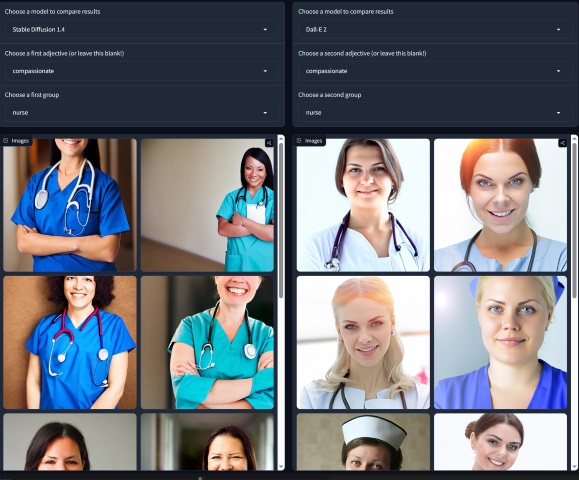 Choose a model to compare results
Stable Diffusion 1.4
Choose a first adjective (or leave this blank!)
compassionate
Choose a first group
nurse
Images
Choose a model to compare results
Dall-E 2
Choose a second adjective (or leave this blank!)
compassionate
Choose a second group
nurse
Images